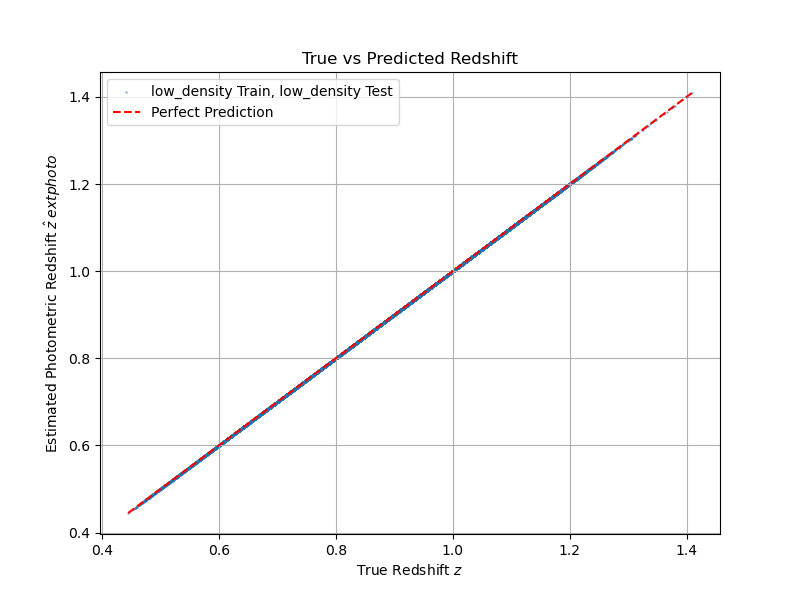 True vs Predicted Redshift
low_density Train, low_density Test
Perfect Prediction
Estimated Photometric Redshift ẑ extphoto
1.4
1.2
1.0
0.8
0.6
0.4
0.4 0.6 0.8 1.0 1.2 1.4
True Redshift z